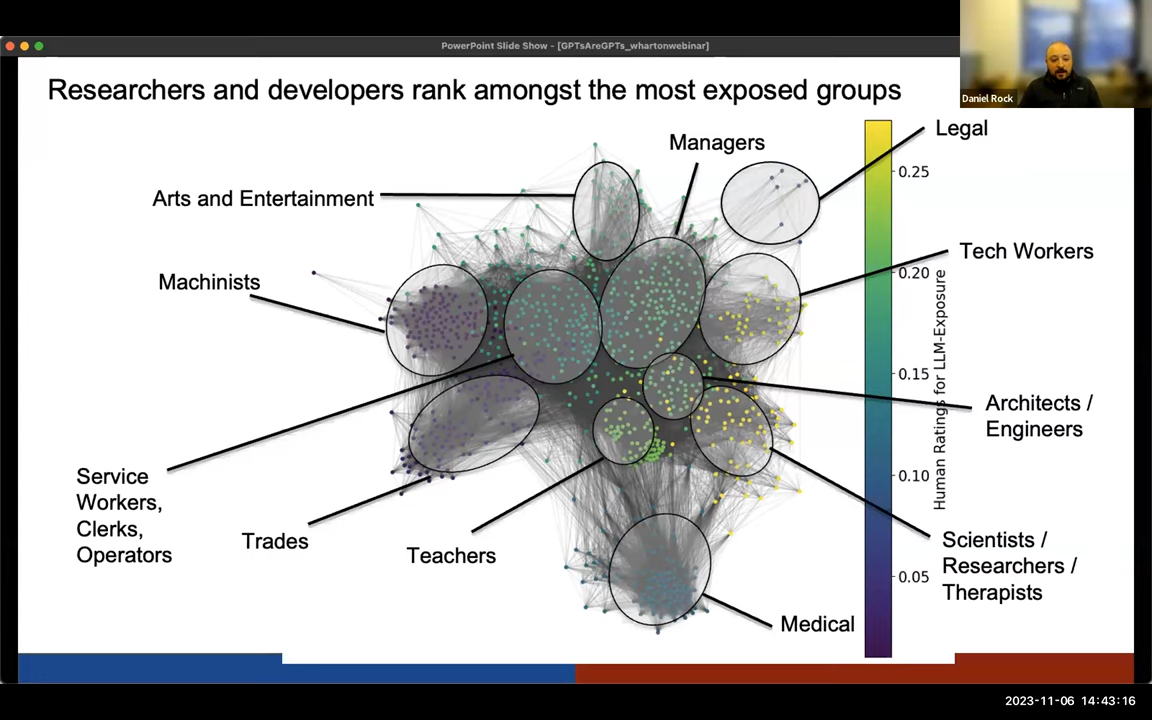 PowerPoint Slide Show - [GPTsAreGPTs_whartonwebinar]
Daniel Rock
Researchers and developers rank amongst the most exposed groups
Managers
Legal
Arts and Entertainment
Tech Workers
Machinists
Architects /
Engineers
Service
Workers,
Clerks,
Operators
Trades
Teachers
Scientists /
Researchers /
Therapists
Medical
0.25
0.20
0.15
0.10
0.05
Human Ratings for LLM-Exposure
2023-11-06 14:43:16